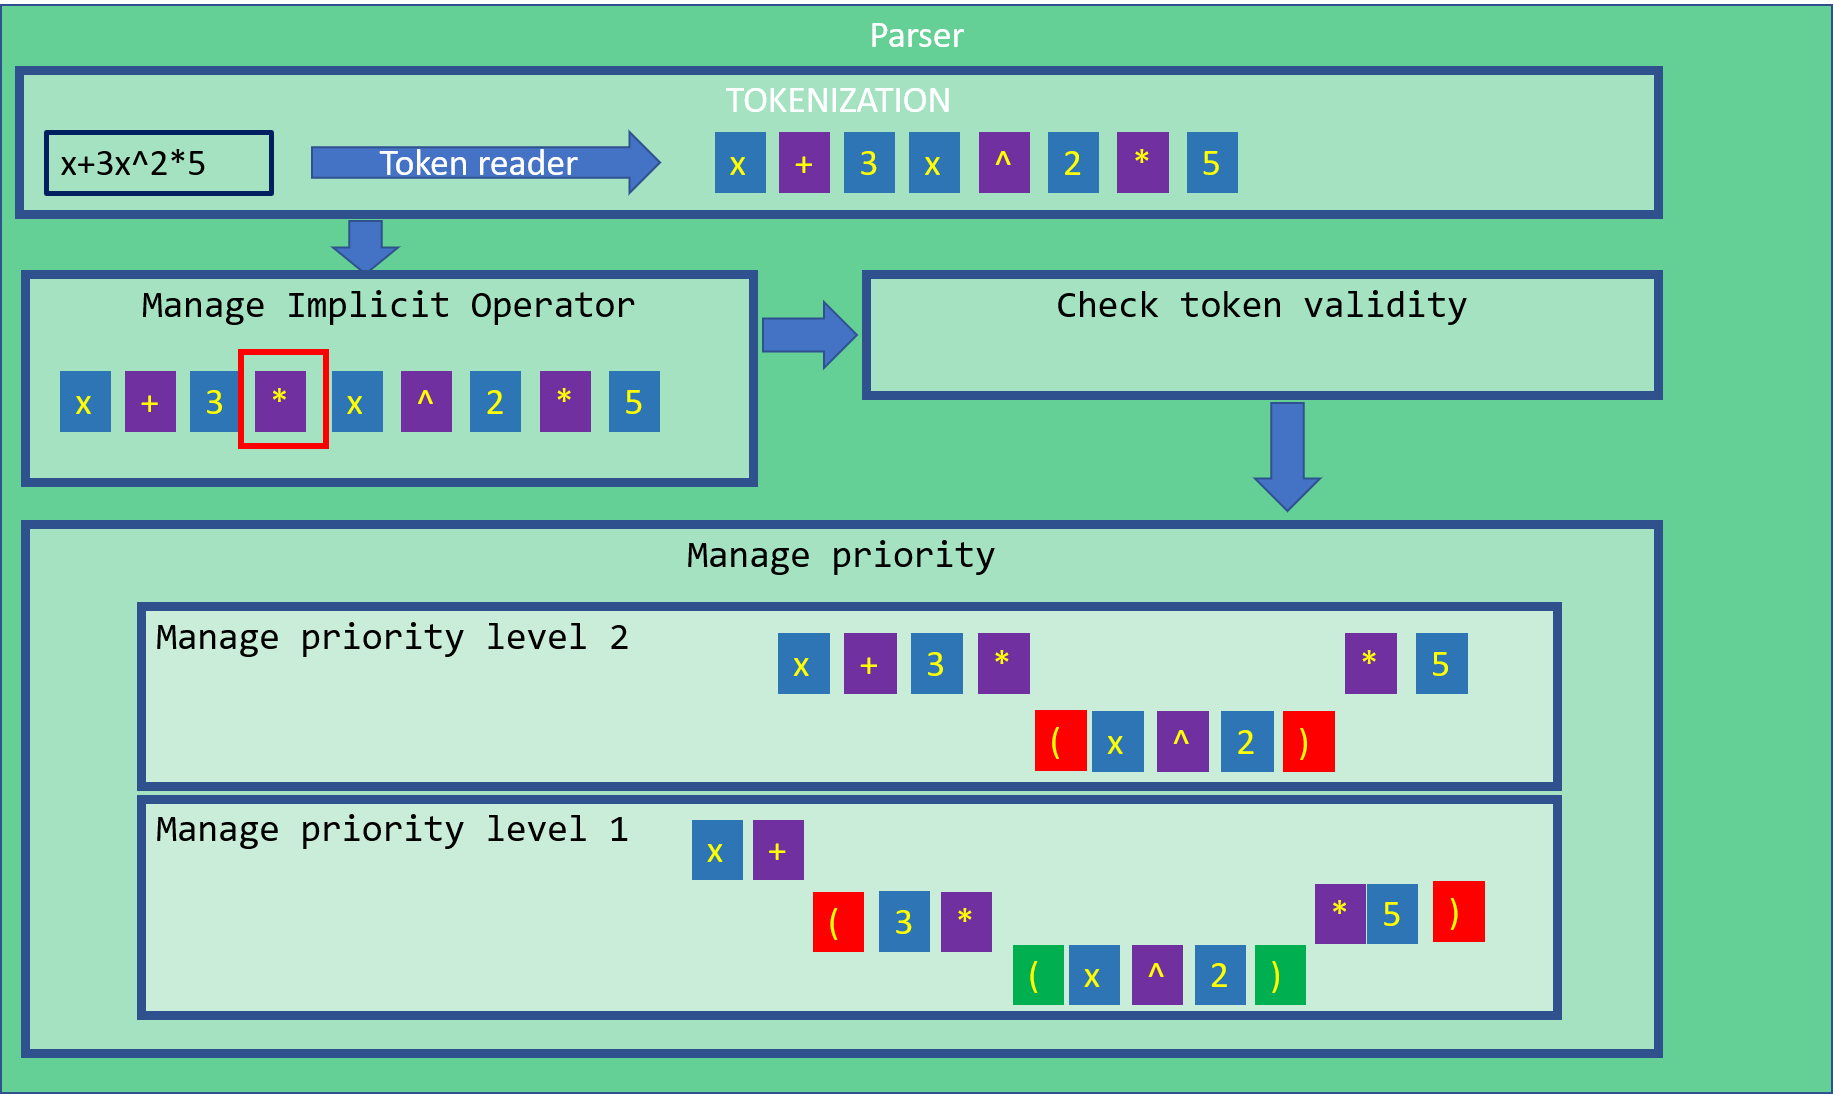 Parser
TOKENIZATION
x+3x^2*5
Token reader
x + 3 x ^ 2 * 5
Manage Implicit Operator
x + 3 * x ^ 2 * 5
Check token validity
Manage priority
Manage priority level 2
x + 3 * * 5
( x ^ 2 )
Manage priority level 1
x +
( 3 * * 5 )
( x ^ 2 )